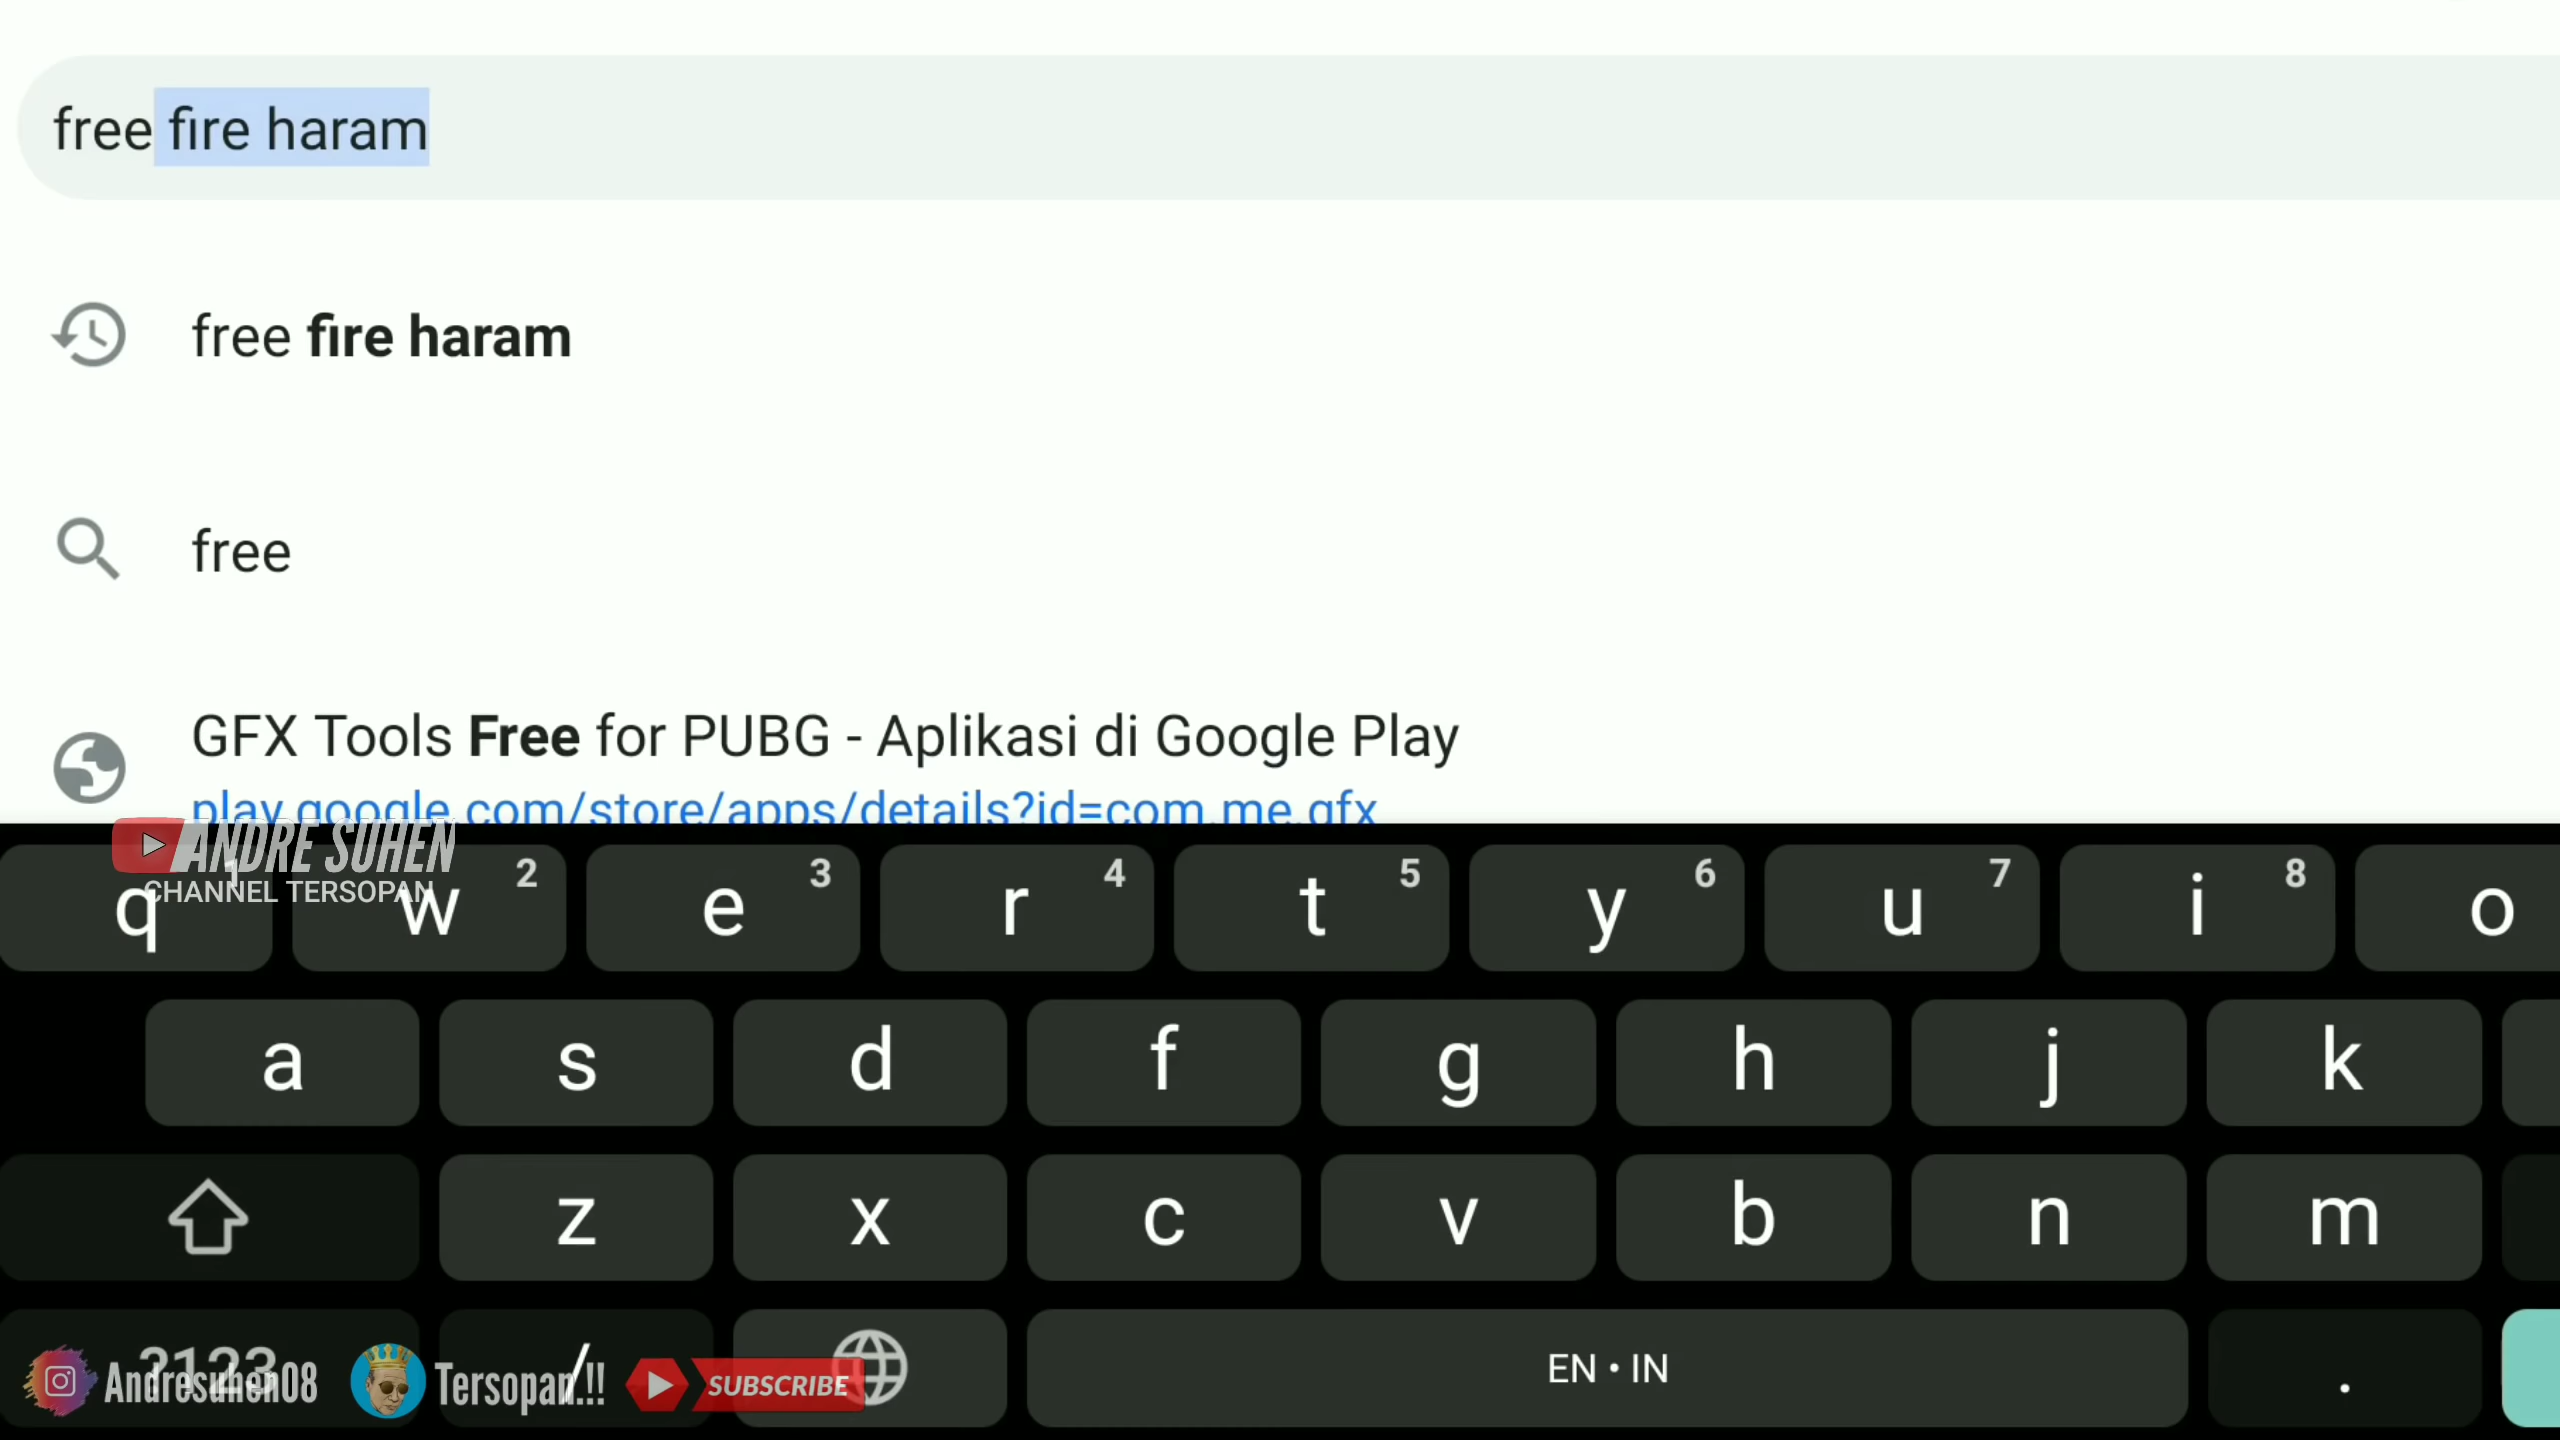 free fire haram
free fire haram
free
GFX Tools Free for PUBG - Aplikasi di Google Play
play.google.com/store/apps/details?id=com.me.gfx
ANDRE SUHEN
CHANNEL TERSOPAN
q 1 w 2 e 3 r 4 t 5 y 6 u 7 i 8 o
a s d f g h j k
z x c v b n m
?123 / EN • IN .
Andresuhen08 Tersopan.!! SUBSCRIBE